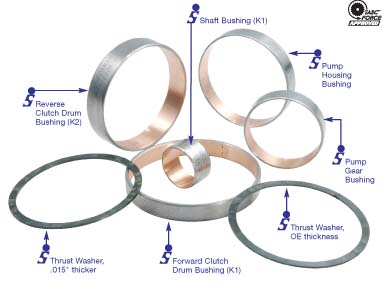 TASC
FORCE
APPROVED
Shaft Bushing (K1)
Pump
Housing
Bushing
Reverse
Clutch Drum
Bushing (K2)
Pump
Gear
Bushing
Thrust Washer,
OE thickness
Thrust Washer,
.015" thicker
Forward Clutch
Drum Bushing (K1)